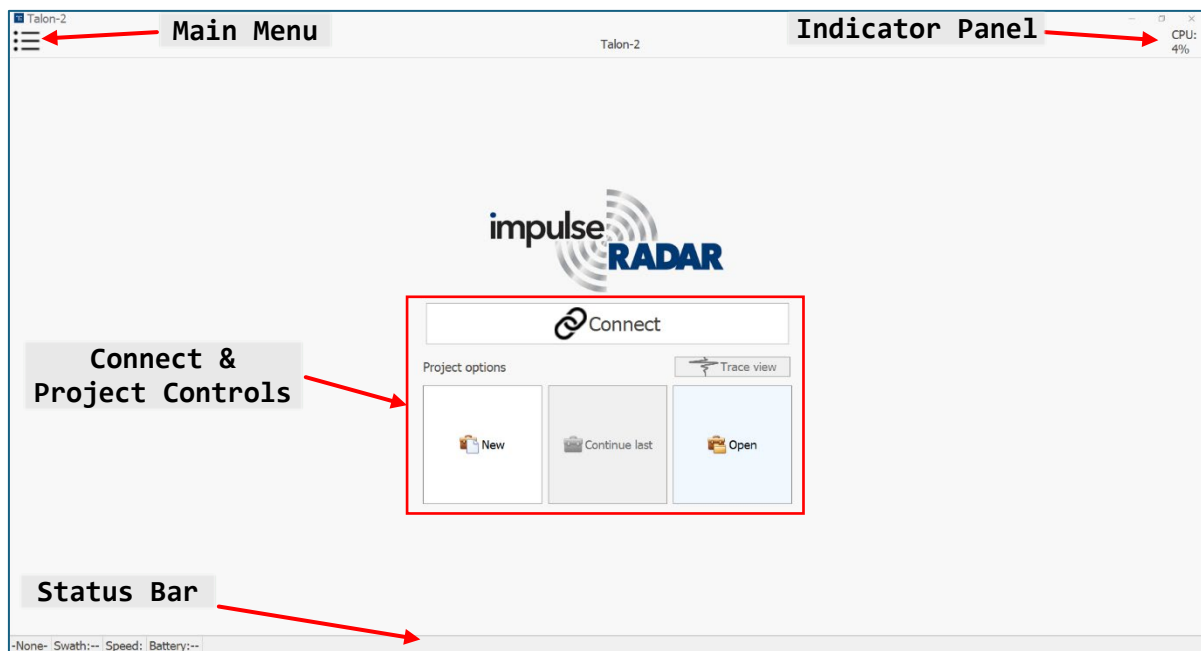 Talon-2
Main Menu
Talon-2
Indicator Panel
CPU:
4%
impulse
RADAR
Connect
Connect &
Project Controls
Project options
Trace view
New
Continue last
Open
Status Bar
-None- Swath:-- Speed: Battery:--